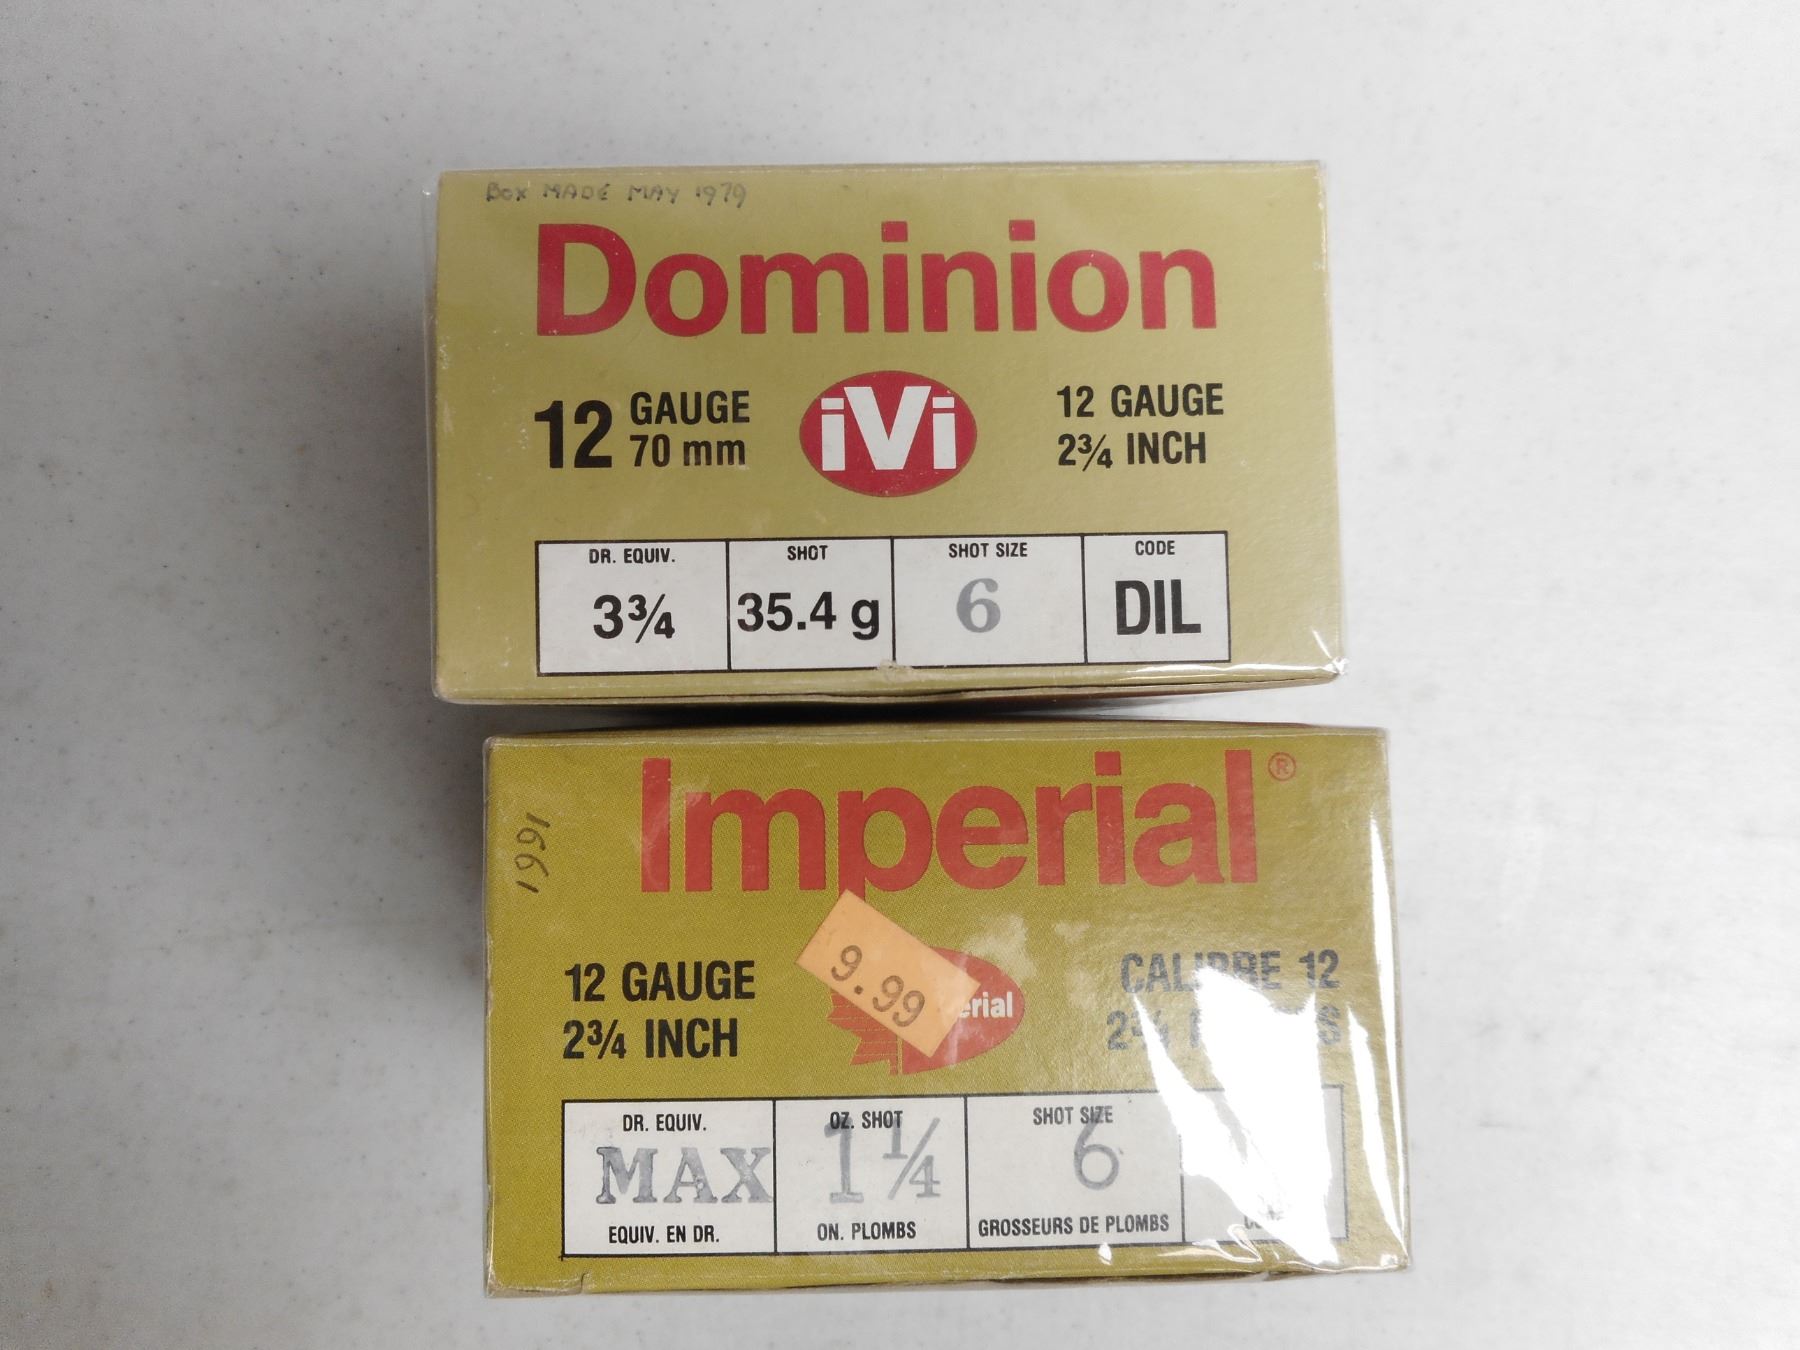 BOX MADE MAY 1979
Dominion
12 GAUGE
70 mm
iVi
12 GAUGE
2¾ INCH
DR. EQUIV.
3¾
SHOT
35.4 g
SHOT SIZE
6
CODE
DIL
Imperial®
1991
12 GAUGE
2¾ INCH
9.99
CALIBRE 12
DR. EQUIV.
MAX
EQUIV. EN DR.
OZ. SHOT
1¼
ON. PLOMBS
SHOT SIZE
6
GROSSEURS DE PLOMBS